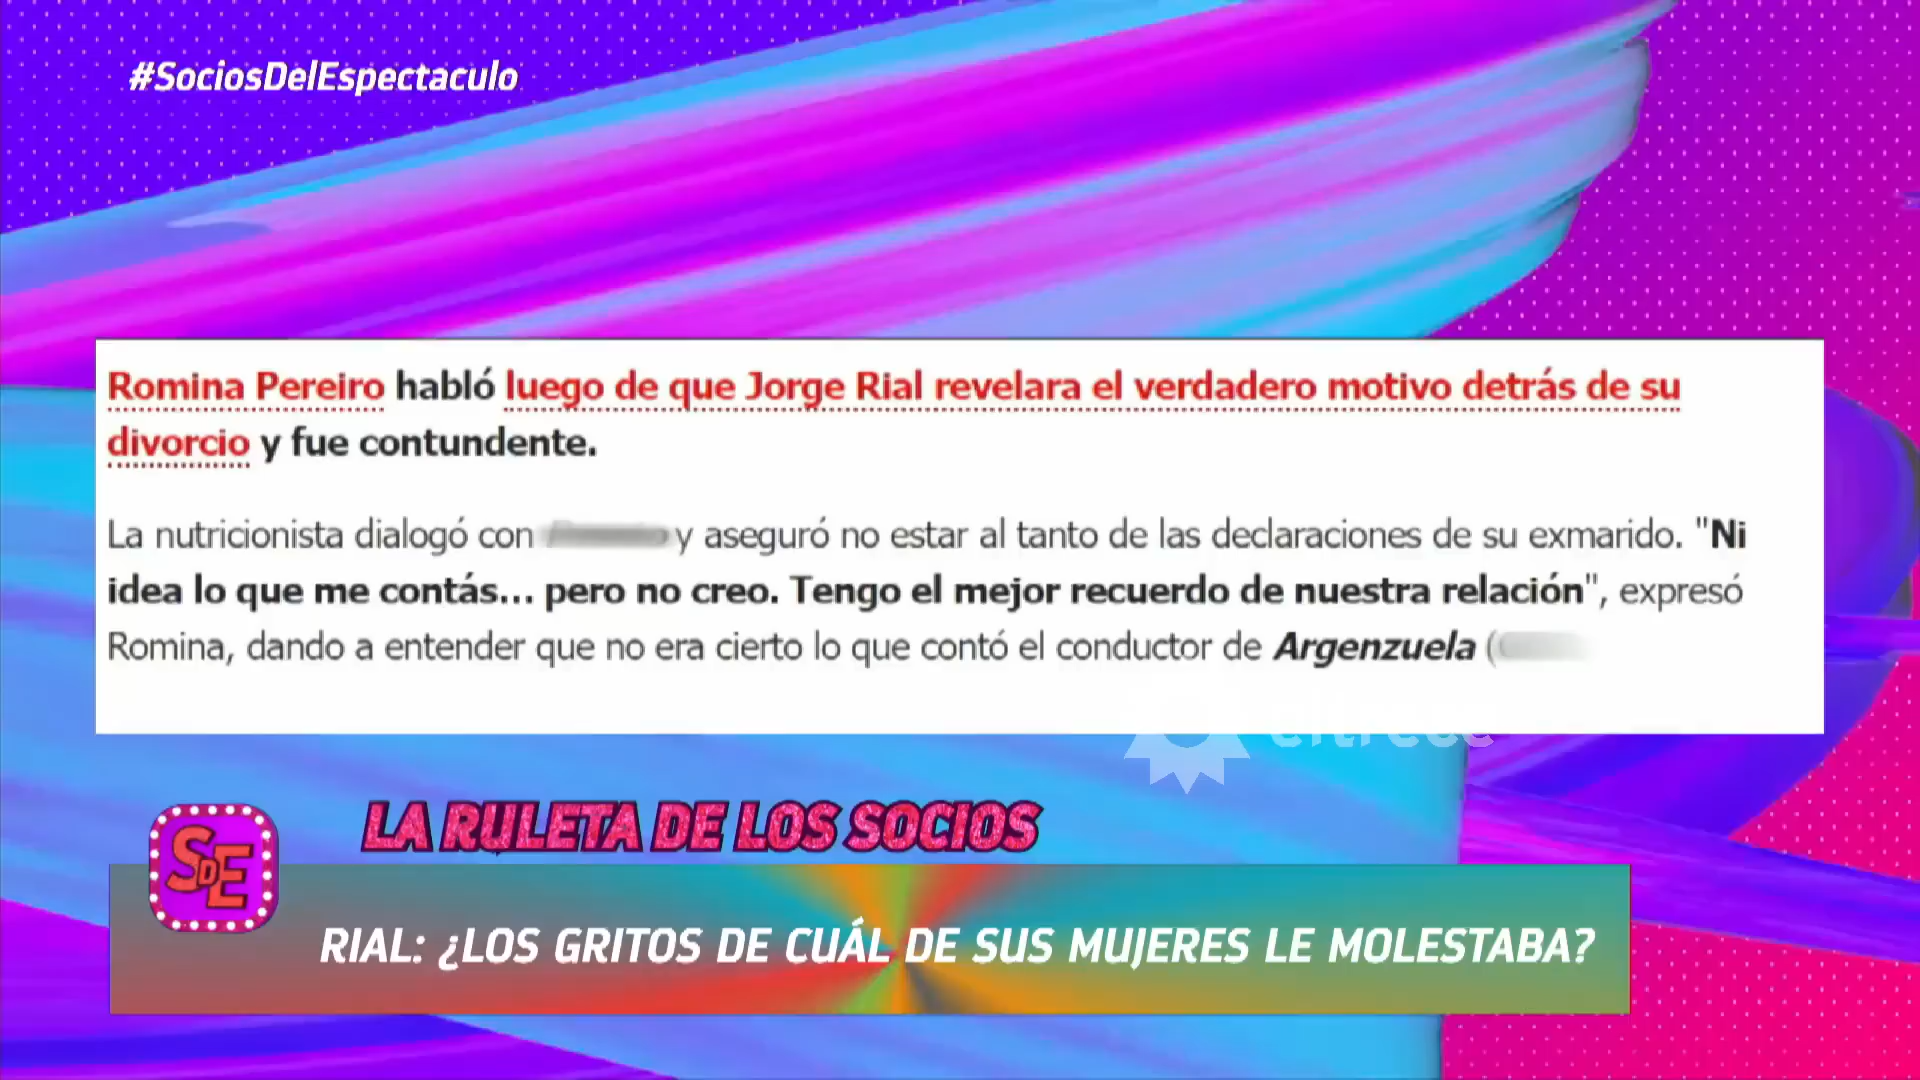 #SociosDelEspectaculo
Romina Pereiro habló luego de que Jorge Rial revelara el verdadero motivo detrás de su
divorcio y fue contundente.
La nutricionista dialogó con y aseguró no estar al tanto de las declaraciones de su exmarido. "Ni
idea lo que me contás... pero no creo. Tengo el mejor recuerdo de nuestra relación", expresó
Romina, dando a entender que no era cierto lo que contó el conductor de Argenzuela (
eltrece
LA RULETA DE LOS SOCIOS
SDE
RIAL: ¿LOS GRITOS DE CUÁL DE SUS MUJERES LE MOLESTABA?